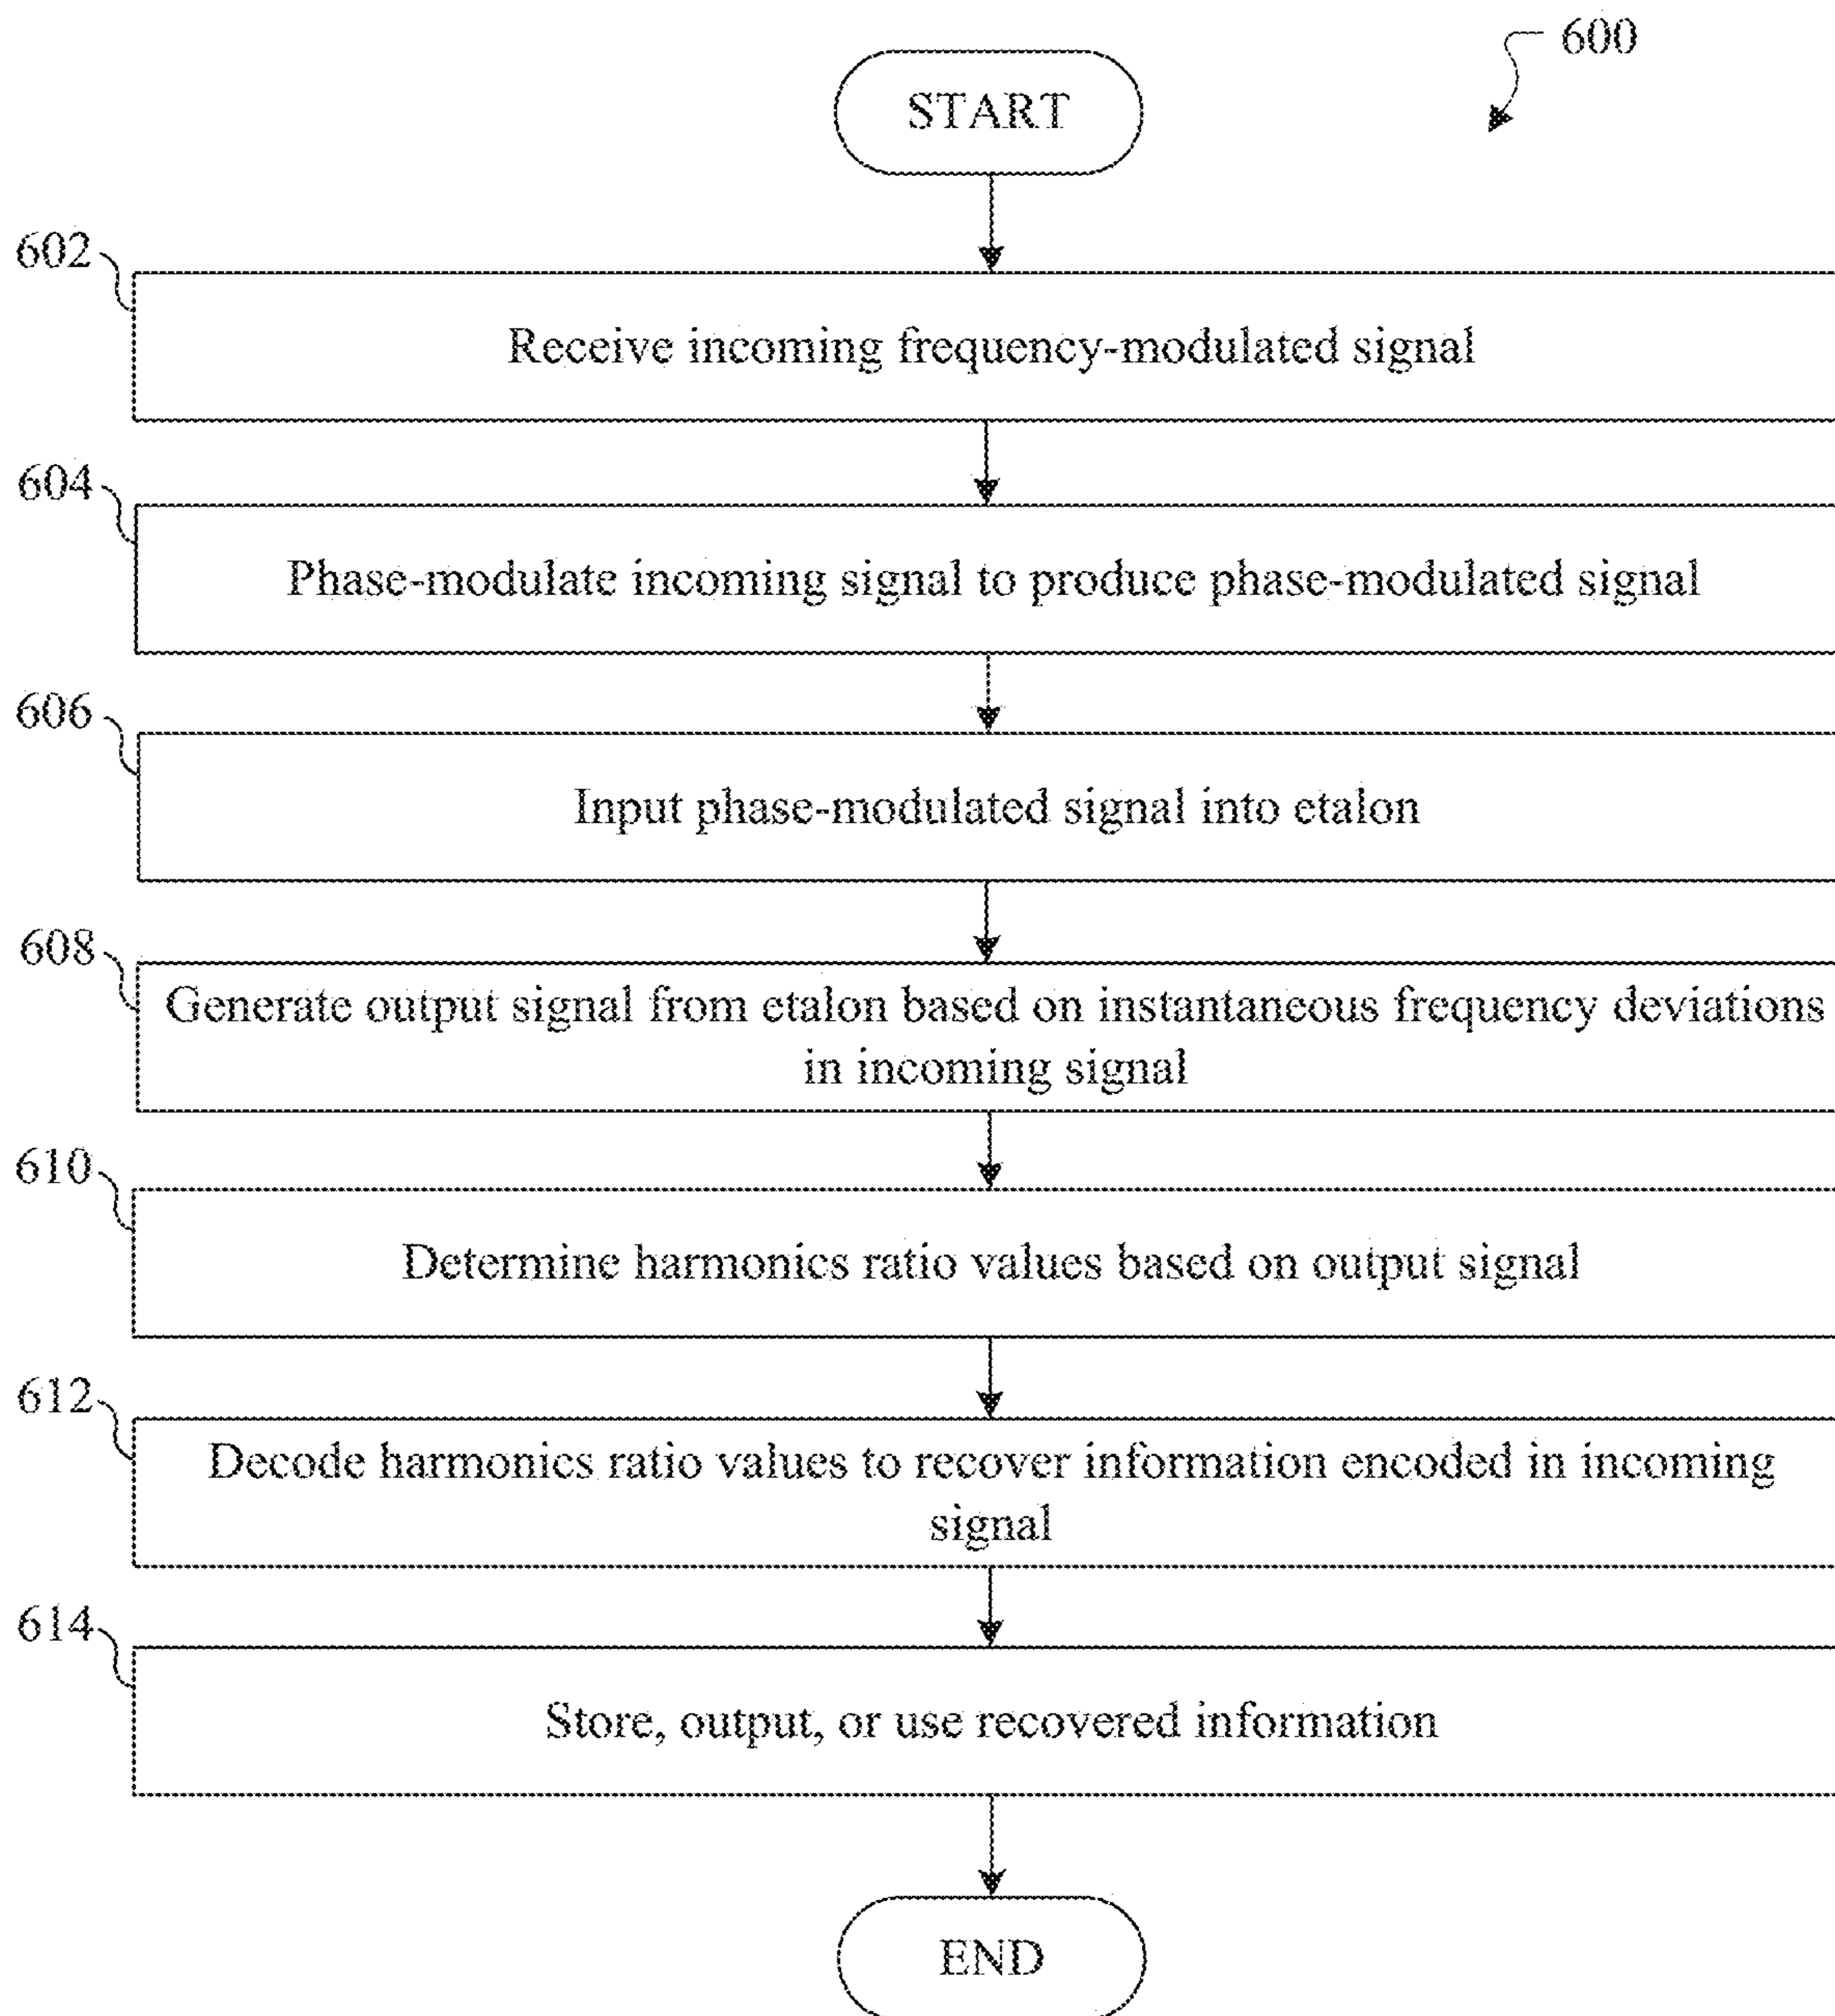 600
START
602
Receive incoming frequency-modulated signal
604
Phase-modulate incoming signal to produce phase-modulated signal
606
Input phase-modulated signal into etalon
608
Generate output signal from etalon based on instantaneous frequency deviations
in incoming signal
610
Determine harmonics ratio values based on output signal
612
Decode harmonics ratio values to recover information encoded in incoming
signal
614
Store, output, or use recovered information
END